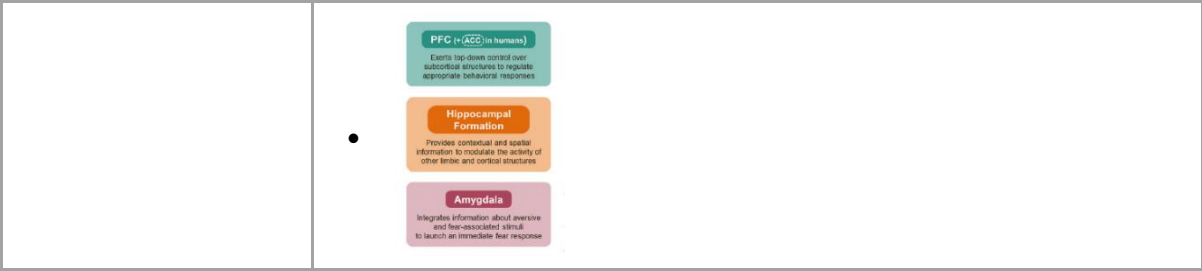 PFC (+ACC in humans)
Exerts top-down control over
subcortical structures to regulate
appropriate behavioral responses
Hippocampal
Formation
Provides contextual and spatial
information to modulate the activity of
other limbic and cortical structures
Amygdala
Integrates information about aversive
and fear-associated stimuli
to launch an immediate fear response